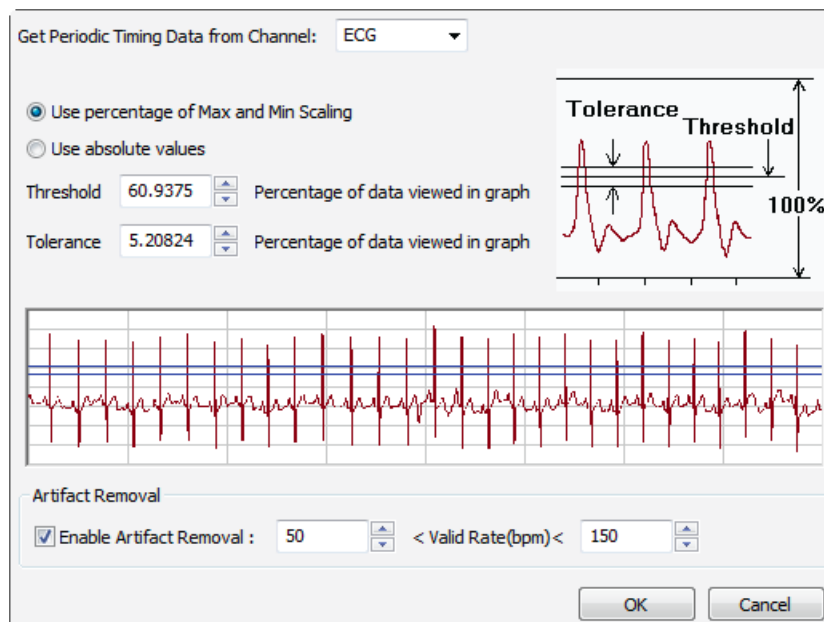 Get Periodic Timing Data from Channel: ECG
Use percentage of Max and Min Scaling
Use absolute values
Threshold 60.9375 Percentage of data viewed in graph
Tolerance 5.20824 Percentage of data viewed in graph
Tolerance
Threshold
100%
Artifact Removal
Enable Artifact Removal : 50 < Valid Rate(bpm)< 150
OK Cancel